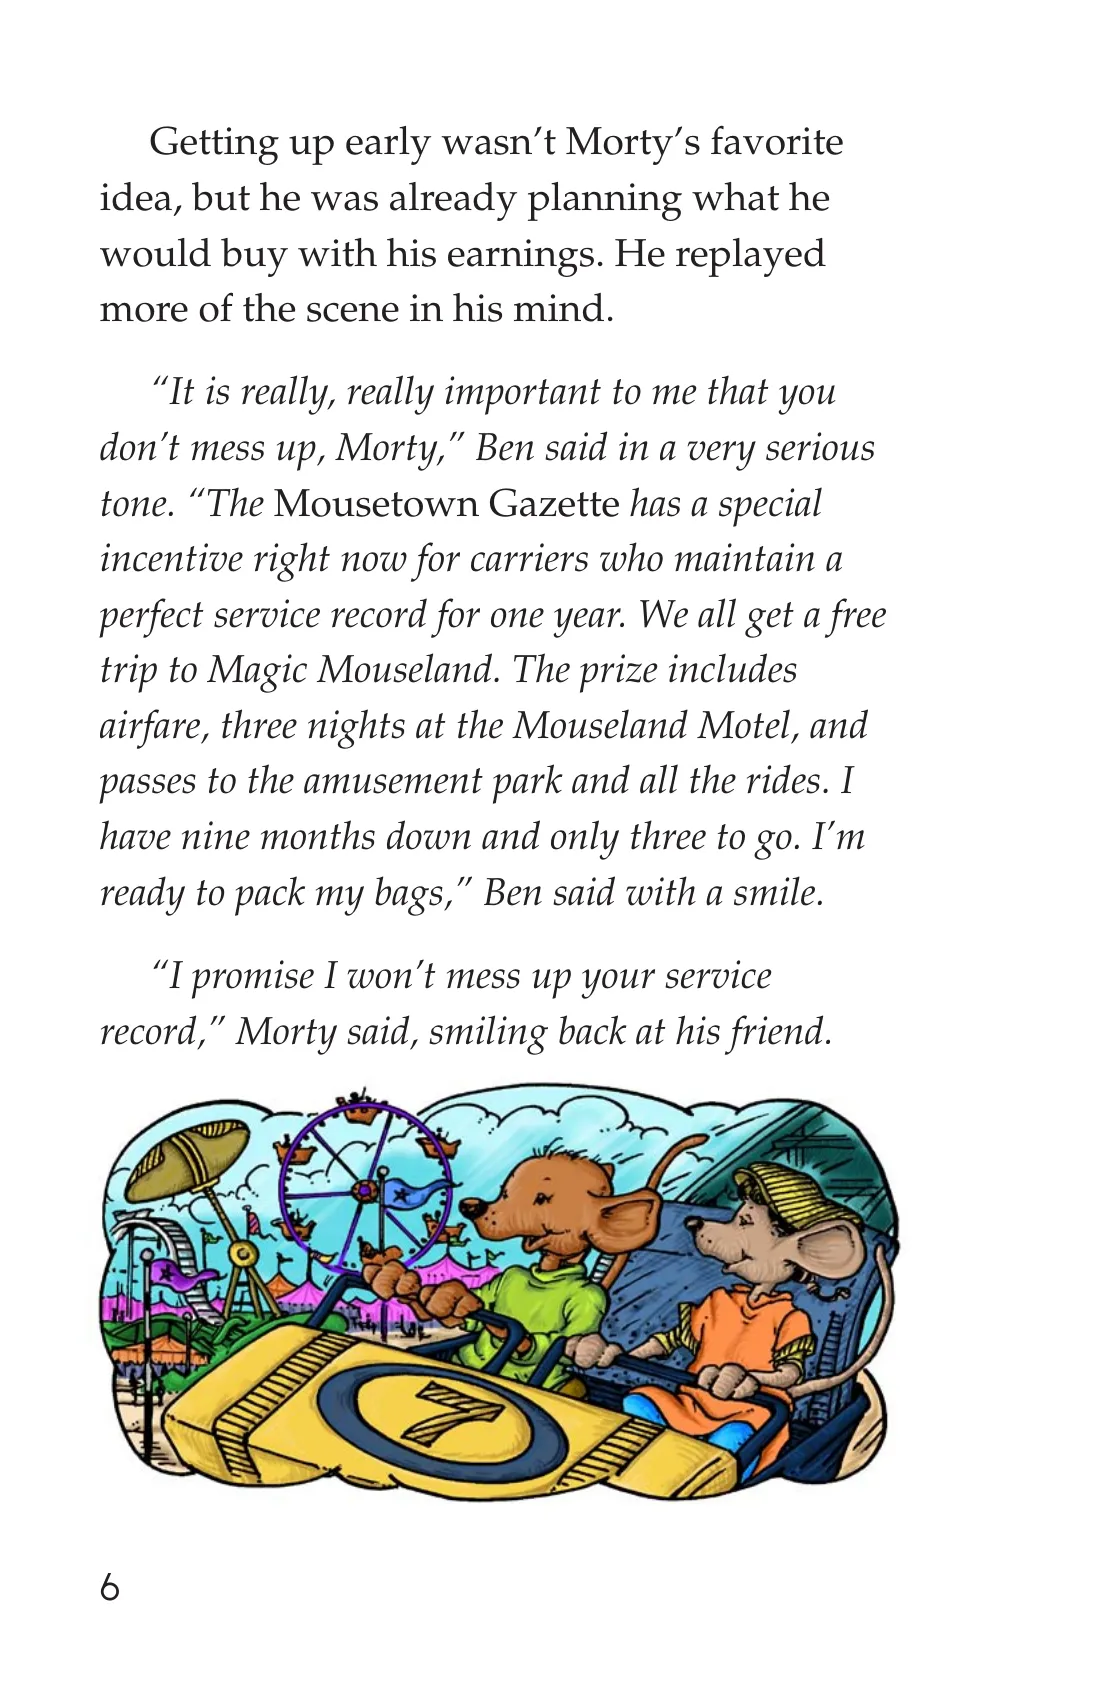 Getting up early wasn’t Morty’s favorite
idea, but he was already planning what he
would buy with his earnings. He replayed
more of the scene in his mind.
“It is really, really important to me that you
don’t mess up, Morty,” Ben said in a very serious
tone. “The Mousetown Gazette has a special
incentive right now for carriers who maintain a
perfect service record for one year. We all get a free
trip to Magic Mouseland. The prize includes
airfare, three nights at the Mouseland Motel, and
passes to the amusement park and all the rides. I
have nine months down and only three to go. I’m
ready to pack my bags,” Ben said with a smile.
“I promise I won’t mess up your service
record,” Morty said, smiling back at his friend.
7
6